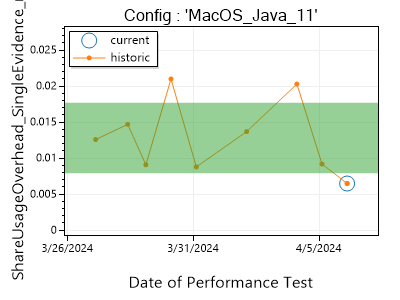 Config : 'MacOS_Java_11'
ShareUsageOverhead_SingleEvidence_
current
historic
0.025
0.02
0.015
0.01
0.005
0
3/26/2024
3/31/2024
4/5/2024
Date of Performance Test